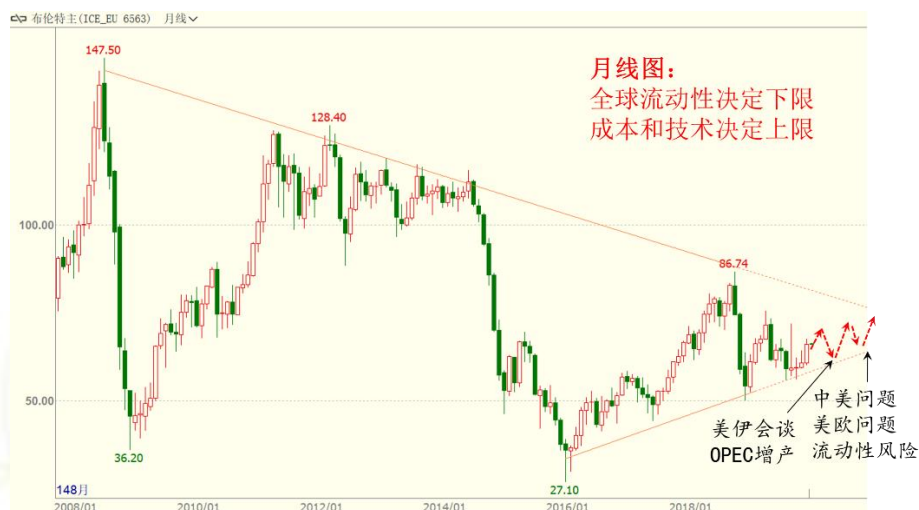 布伦特主(ICE_EU 6563) 月线
147.50
月线图:
全球流动性决定下限
成本和技术决定上限
128.40
100.00
86.74
50.00
中美问题
美伊会谈 美欧问题
OPEC增产 流动性风险
36.20
27.10
148月
2008/01 2010/01 2012/01 2014/01 2016/01 2018/01